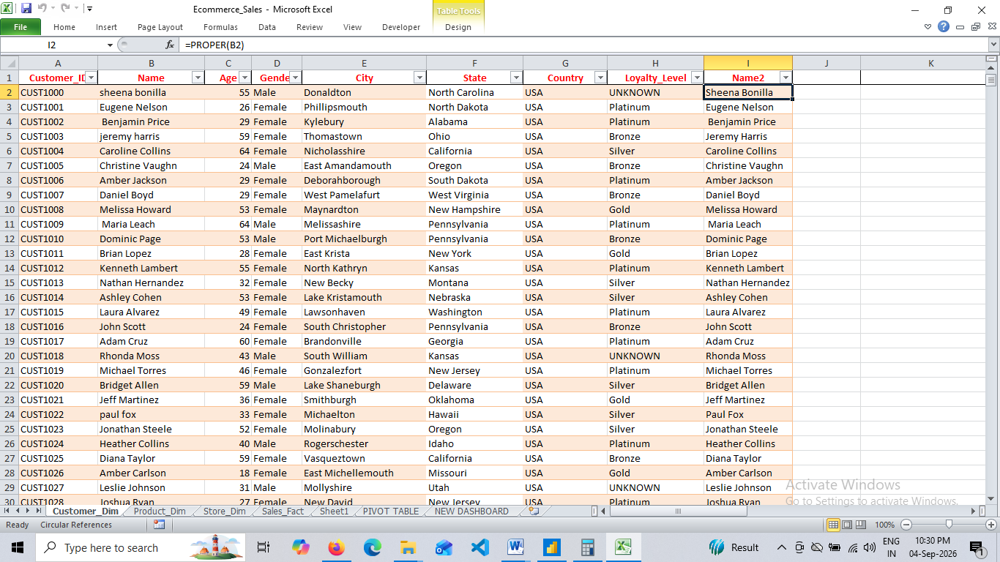 Ecommerce_Sales - Microsoft Excel
Table Tools
File Home Insert Page Layout Formulas Data Review View Developer Design
I2 fx =PROPER(B2)
A B C D E F G H I J K
1 Customer_ID Name Age Gende City State Country Loyalty_Level Name2
2 CUST1000 sheena bonilla 55 Male Donaldton North Carolina USA UNKNOWN Sheena Bonilla
3 CUST1001 Eugene Nelson 26 Female Phillipsmouth North Dakota USA Platinum Eugene Nelson
4 CUST1002 Benjamin Price 29 Female Kylebury Alabama USA Platinum Benjamin Price
5 CUST1003 jeremy harris 59 Female Thomastown Ohio USA Bronze Jeremy Harris
6 CUST1004 Caroline Collins 64 Female Nicholasshire California USA Silver Caroline Collins
7 CUST1005 Christine Vaughn 24 Male East Amandamouth Oregon USA Bronze Christine Vaughn
8 CUST1006 Amber Jackson 29 Female Deborahborough South Dakota USA Platinum Amber Jackson
9 CUST1007 Daniel Boyd 29 Female West Pamelafurt West Virginia USA Bronze Daniel Boyd
10 CUST1008 Melissa Howard 53 Female Maynardton New Hampshire USA Gold Melissa Howard
11 CUST1009 Maria Leach 64 Male Melissashire Pennsylvania USA Platinum Maria Leach
12 CUST1010 Dominic Page 53 Male Port Michaelburgh Pennsylvania USA Bronze Dominic Page
13 CUST1011 Brian Lopez 28 Female East Krista New York USA Gold Brian Lopez
14 CUST1012 Kenneth Lambert 55 Female North Kathryn Kansas USA Platinum Kenneth Lambert
15 CUST1013 Nathan Hernandez 32 Female New Becky Montana USA Silver Nathan Hernandez
16 CUST1014 Ashley Cohen 53 Female Lake Kristamouth Nebraska USA Silver Ashley Cohen
17 CUST1015 Laura Alvarez 49 Female Lawsonhaven Washington USA Platinum Laura Alvarez
18 CUST1016 John Scott 24 Female South Christopher Pennsylvania USA Bronze John Scott
19 CUST1017 Adam Cruz 60 Female Brandonville Georgia USA Platinum Adam Cruz
20 CUST1018 Rhonda Moss 43 Male South William Kansas USA UNKNOWN Rhonda Moss
21 CUST1019 Michael Torres 46 Female Gonzalezfort New Jersey USA Platinum Michael Torres
22 CUST1020 Bridget Allen 59 Male Lake Shaneburgh Delaware USA Silver Bridget Allen
23 CUST1021 Jeff Martinez 36 Female Smithburgh Oklahoma USA Gold Jeff Martinez
24 CUST1022 paul fox 33 Female Michaelton Hawaii USA Silver Paul Fox
25 CUST1023 Jonathan Steele 52 Female Molinabury Oregon USA Silver Jonathan Steele
26 CUST1024 Heather Collins 40 Male Rogerschester Idaho USA Platinum Heather Collins
27 CUST1025 Diana Taylor 59 Female Vasqueztown California USA Bronze Diana Taylor
28 CUST1026 Amber Carlson 18 Female East Michellemouth Missouri USA Gold Amber Carlson
29 CUST1027 Leslie Johnson 31 Male Mollyshire Utah USA UNKNOWN Leslie Johnson
30 CUST1028 Joshua Ryan 27 Female New David New Jersey USA Platinum Joshua Ryan
Activate Windows
Go to Settings to activate Windows.
Customer_Dim Product_Dim Store_Dim Sales_Fact Sheet1 PIVOT TABLE NEW DASHBOARD
Ready Circular References 100%
Type here to search Result ENG IN 10:30 PM 04-Sep-2026 1